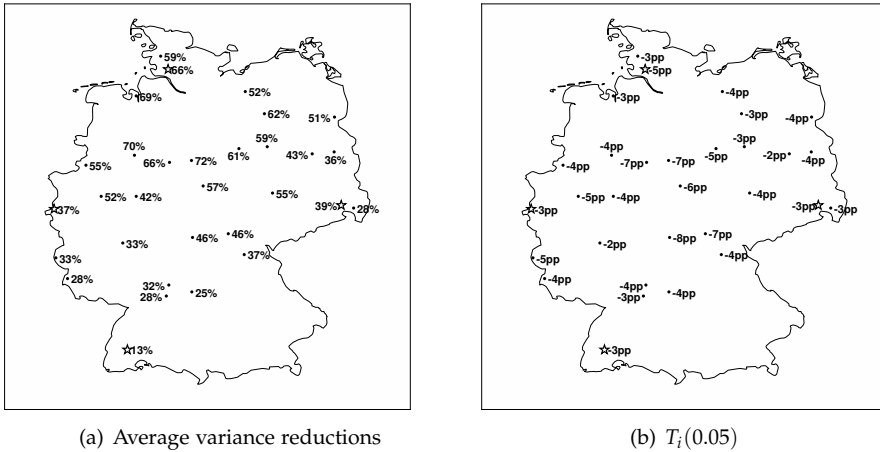 59%
66%
69%
52%
62%
51%
70%
55%
66%
72%
61%
59%
43%
36%
52%
42%
57%
55%
37%
39%
28%
33%
46%
46%
37%
33%
28%
32%
28%
25%
13%
(a) Average variance reductions
-3pp
-5pp
-3pp
-4pp
-3pp
-4pp
-4pp
-4pp
-7pp
-7pp
-5pp
-3pp
-2pp
-4pp
-5pp
-4pp
-6pp
-4pp
-3pp
-3pp
-3pp
-2pp
-8pp
-7pp
-4pp
-5pp
-4pp
-4pp
-3pp
-4pp
-3pp
(b) T_i(0.05)